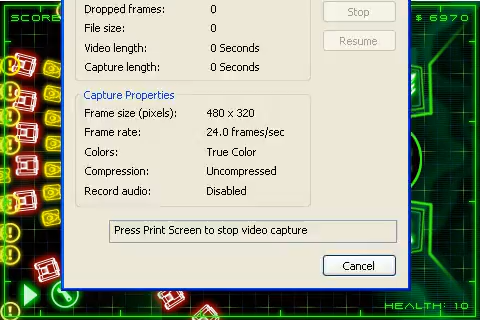 SCORE
$ 6970
Dropped frames: 0
Stop
File size: 0
Resume
Video length: 0 Seconds
Capture length: 0 Seconds
Capture Properties
Frame size (pixels): 480 x 320
Frame rate: 24.0 frames/sec
Colors: True Color
Compression: Uncompressed
Record audio: Disabled
Press Print Screen to stop video capture
Cancel
HEALTH: 10